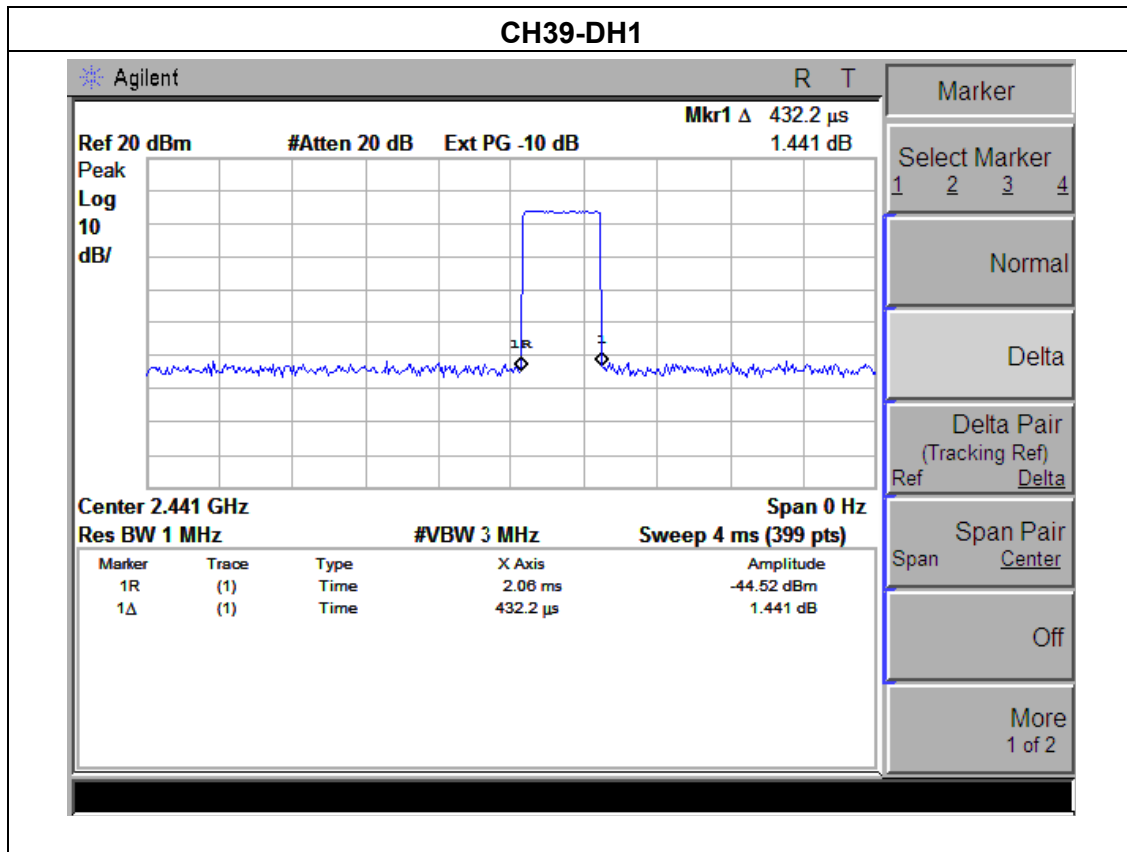 CH39-DH1
Agilent R T
Mkr1 Δ 432.2 µs
Ref 20 dBm #Atten 20 dB Ext PG -10 dB 1.441 dB
Peak
Log
10
dB/
1R 1
Center 2.441 GHz Span 0 Hz
Res BW 1 MHz #VBW 3 MHz Sweep 4 ms (399 pts)
Marker Trace Type X Axis Amplitude
1R (1) Time 2.06 ms -44.52 dBm
1Δ (1) Time 432.2 µs 1.441 dB
Marker
Select Marker
1 2 3 4
Normal
Delta
Delta Pair
(Tracking Ref)
Ref Delta
Span Pair
Span Center
Off
More
1 of 2